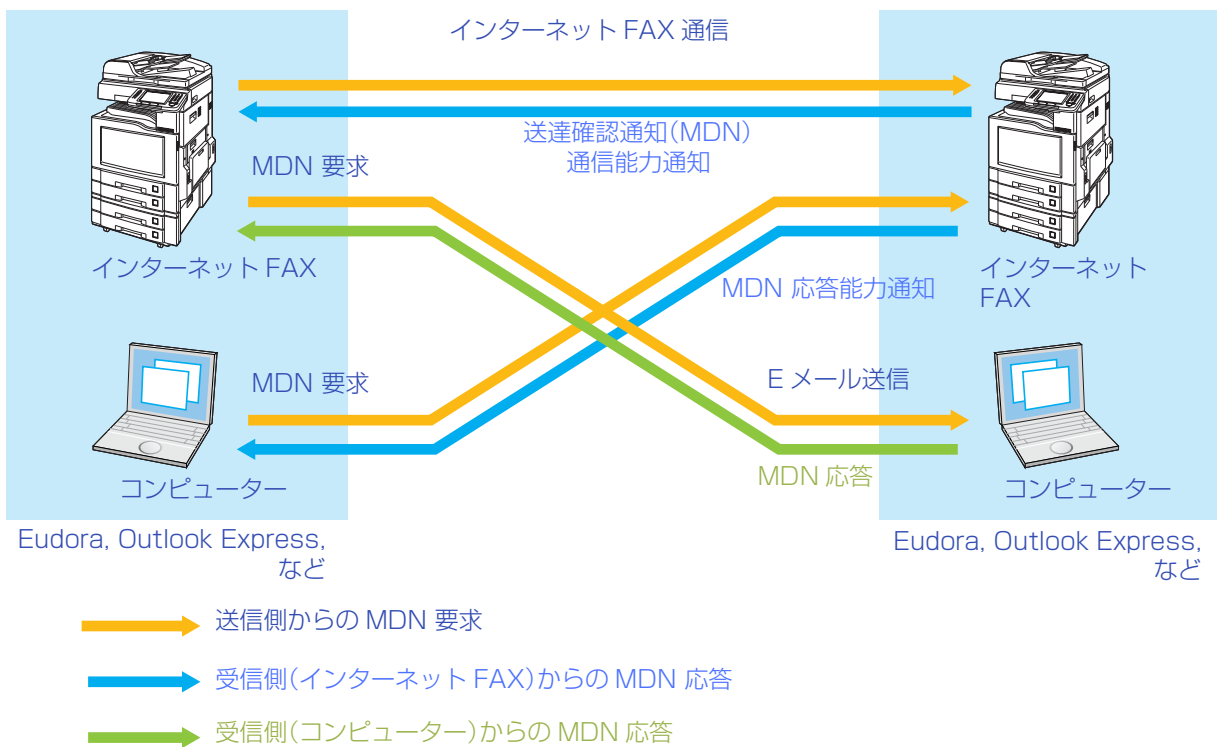 インターネット FAX 通信
送達確認通知(MDN)
通信能力通知
MDN 要求
インターネット FAX
インターネット
FAX
MDN 応答能力通知
MDN 要求
E メール送信
MDN 応答
コンピューター
コンピューター
Eudora, Outlook Express,
など
Eudora, Outlook Express,
など
送信側からの MDN 要求
受信側(インターネット FAX)からの MDN 応答
受信側(コンピューター)からの MDN 応答